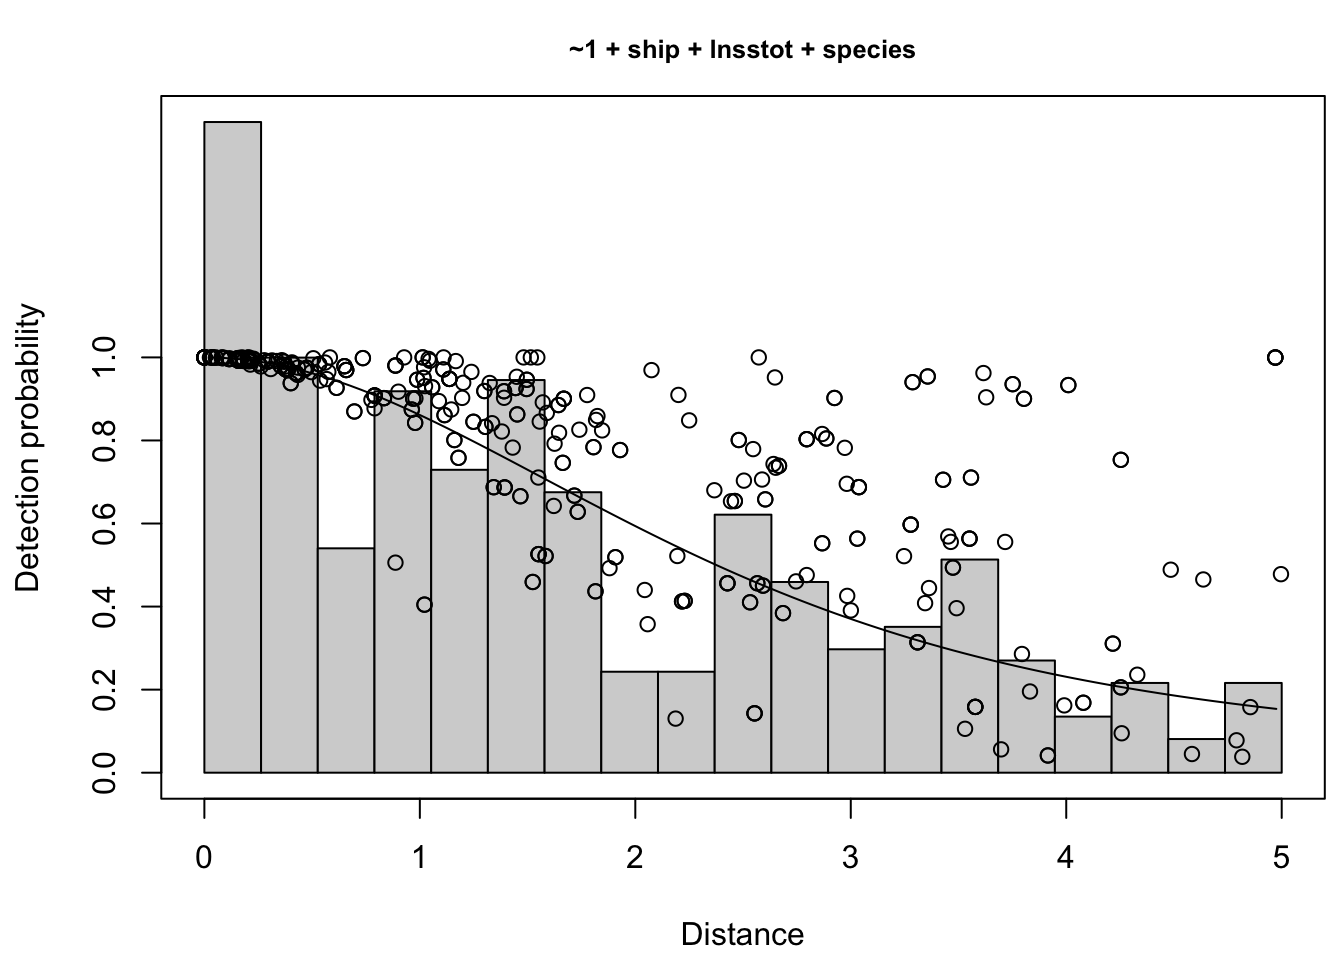 ~1 + ship + lnsstot + species
Detection probability
1.0
0.8
0.6
0.4
0.2
0.0
0 1 2 3 4 5
Distance